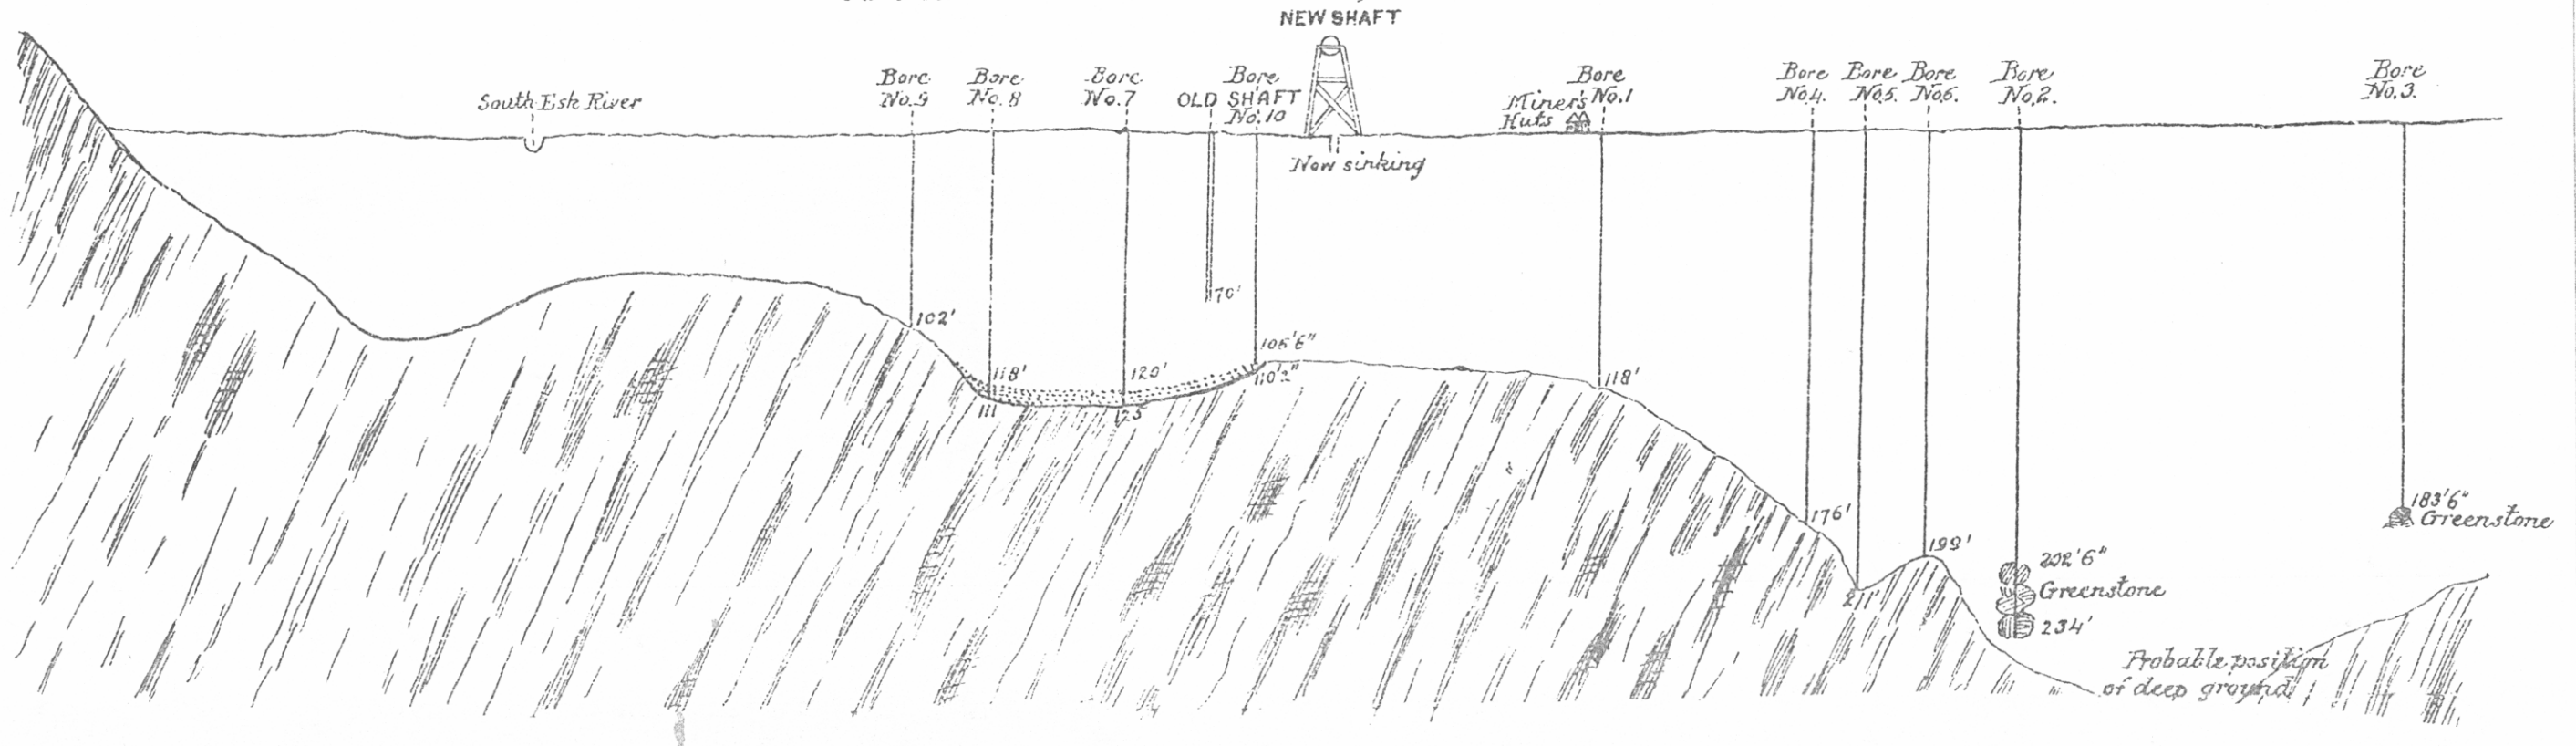 NEW SHAFT
South Esk River
Bore
No.9
Bore
No.8
Bore
No.7
OLD SHAFT
Bore
No.10
Now sinking
Miner's
Huts
Bore
No.1
Bore
No.4.
Bore
No.5.
Bore
No.6.
Bore
No.2.
Bore
No.3.
70'
102'
118'
111
120'
125
110'2"
118'
176'
211'
199'
202'6"
Greenstone
234'
183'6"
Greenstone
Probable position
of deep ground